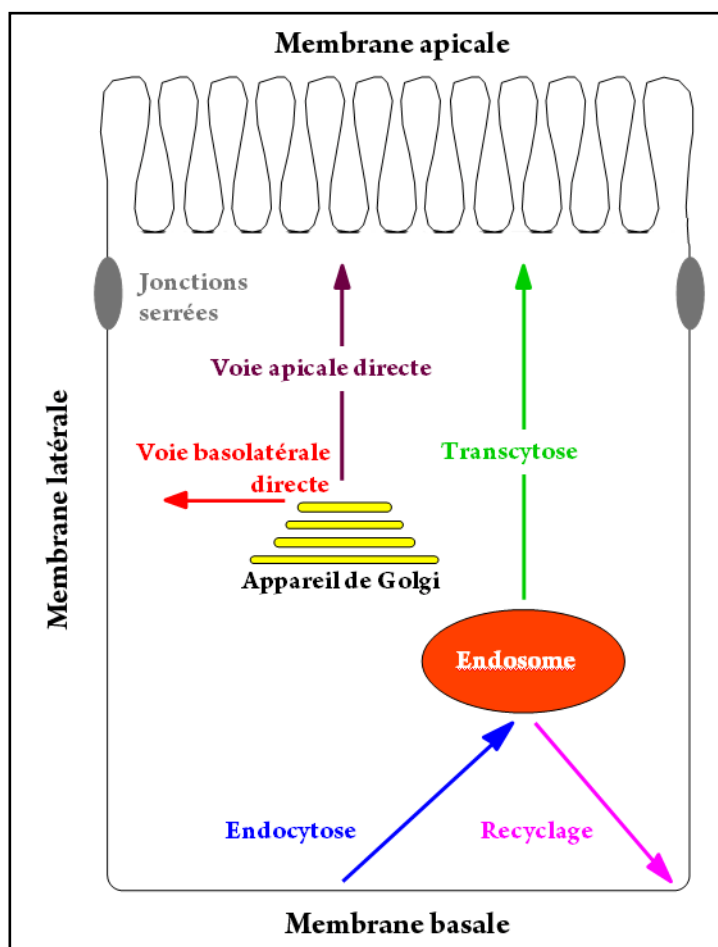 Membrane apicale
Jonctions
serrées
Voie apicale directe
Membrane latérale
Voie basolatérale
directe
Transcytose
Appareil de Golgi
Endosome
Endocytose
Recyclage
Membrane basale